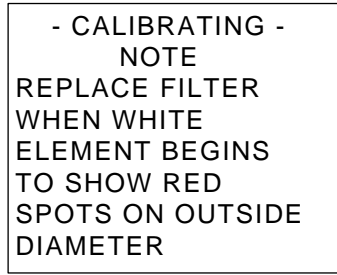 - CALIBRATING -
NOTE
REPLACE FILTER
WHEN WHITE
ELEMENT BEGINS
TO SHOW RED
SPOTS ON OUTSIDE
DIAMETER